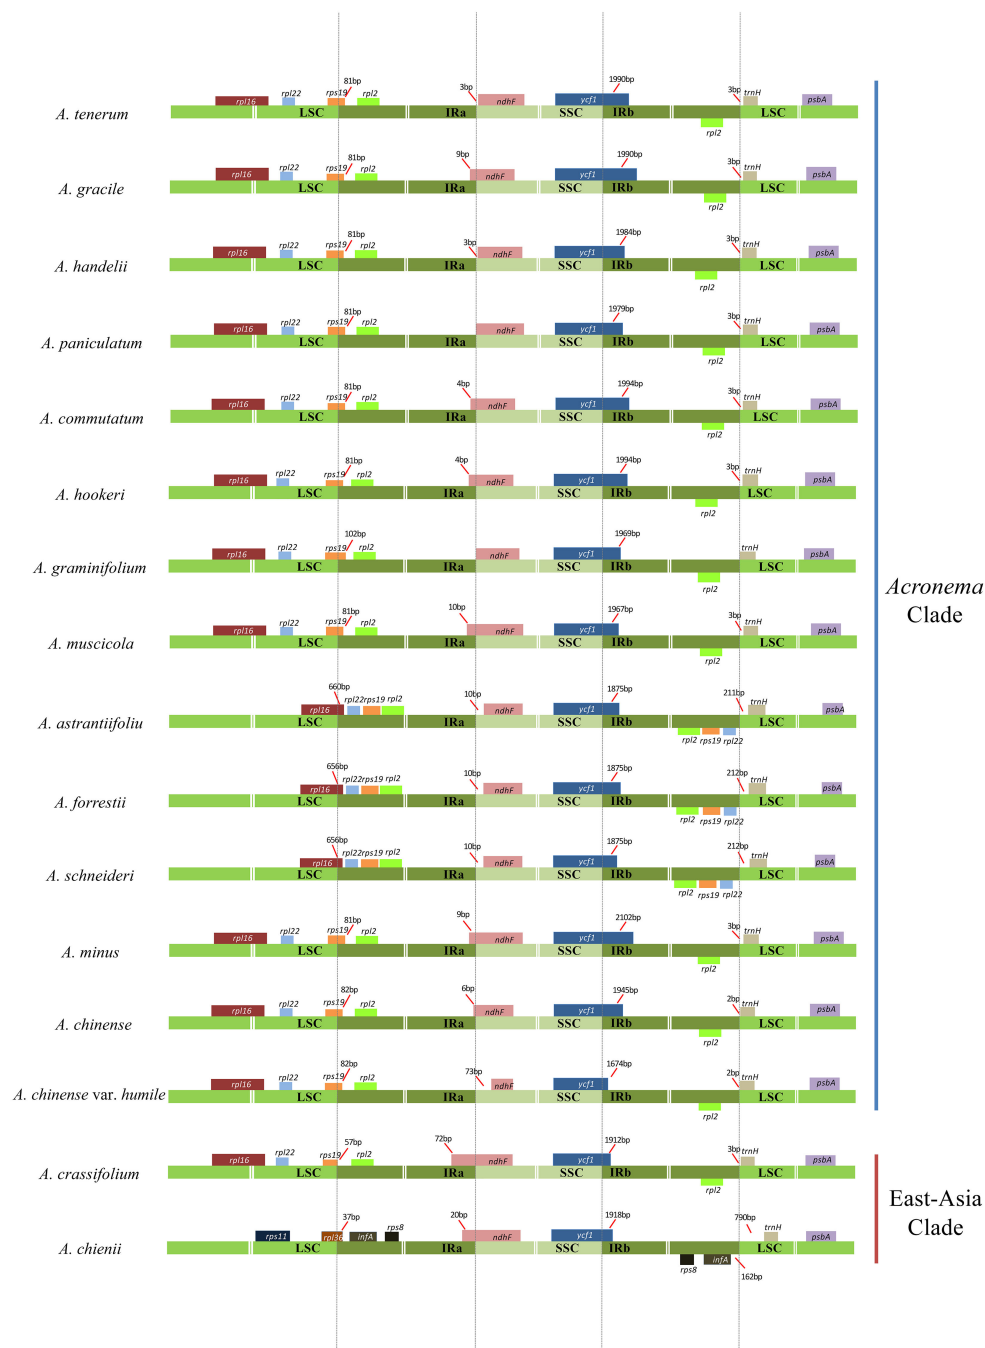 81bp 3bp 1990bp 3bp
rpl16 rpl22 rps19 rpl2 ndhF ycf1 trnH psbA
A. tenerum LSC IRa SSC IRb LSC
rpl2
81bp 9bp 1990bp 3bp
rpl16 rpl22 rps19 rpl2 ndhF ycf1 trnH psbA
A. gracile LSC IRa SSC IRb LSC
rpl2
81bp 3bp 1984bp 3bp
rpl16 rpl22 rps19 rpl2 ndhF ycf1 trnH psbA
A. handelii LSC IRa SSC IRb LSC
rpl2
81bp 1979bp 3bp
rpl16 rpl22 rps19 rpl2 ndhF ycf1 trnH psbA
A. paniculatum LSC IRa SSC IRb LSC
rpl2
81bp 4bp 1994bp 3bp
rpl16 rpl22 rps19 rpl2 ndhF ycf1 trnH psbA
A. commutatum LSC IRa SSC IRb LSC
rpl2
81bp 4bp 1994bp 3bp
rpl16 rpl22 rps19 rpl2 ndhF ycf1 trnH psbA
A. hookeri LSC IRa SSC IRb LSC
rpl2
102bp 1969bp
rpl16 rpl22 rps19 rpl2 ndhF ycf1 trnH psbA
A. graminifolium LSC IRa SSC IRb LSC
rpl2
Acronema
Clade
81bp 10bp 1967bp 3bp
rpl16 rpl22 rps19 rpl2 ndhF ycf1 trnH psbA
A. muscicola LSC IRa SSC IRb LSC
rpl2
660bp 10bp 1875bp 211bp
rpl16 rpl22 rps19 rpl2 ndhF ycf1 trnH psbA
A. astrantiifoliu LSC IRa SSC IRb LSC
rpl2 rps19 rpl22
656bp 10bp 1875bp 212bp
rpl16 rpl22 rps19 rpl2 ndhF ycf1 trnH psbA
A. forrestii LSC IRa SSC IRb LSC
rpl2 rps19 rpl22
656bp 10bp 1875bp 212bp
rpl16 rpl22 rps19 rpl2 ndhF ycf1 trnH psbA
A. schneideri LSC IRa SSC IRb LSC
rpl2 rps19 rpl22
81bp 9bp 2102bp 3bp
rpl16 rpl22 rps19 rpl2 ndhF ycf1 trnH psbA
A. minus LSC IRa SSC IRb LSC
rpl2
82bp 6bp 1945bp 2bp
rpl16 rpl22 rps19 rpl2 ndhF ycf1 trnH psbA
A. chinense LSC IRa SSC IRb LSC
rpl2
82bp 73bp 1674bp 2bp
rpl16 rpl22 rps19 rpl2 ndhF ycf1 trnH psbA
A. chinense var. humile LSC IRa SSC IRb LSC
rpl2
57bp 72bp 1912bp 3bp
rpl16 rpl22 rps19 rpl2 ndhF ycf1 trnH psbA
A. crassifolium LSC IRa SSC IRb LSC
rpl2
East-Asia
Clade
37bp 20bp 1918bp 790bp
rps11 rpl36 infA rps8 ndhF ycf1 trnH psbA
A. chienii LSC IRa SSC IRb LSC
rps8 infA 162bp